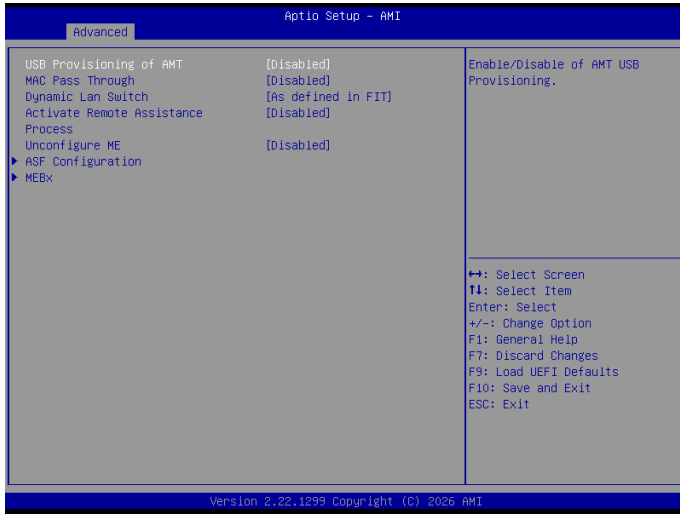 Aptio Setup – AMI
Advanced
USB Provisioning of AMT [Disabled]
MAC Pass Through [Disabled]
Dynamic Lan Switch [As defined in FIT]
Activate Remote Assistance [Disabled]
Process
Unconfigure ME [Disabled]
ASF Configuration
MEBx
Enable/Disable of AMT USB
Provisioning.
↔: Select Screen
↑↓: Select Item
Enter: Select
+/-: Change Option
F1: General Help
F7: Discard Changes
F9: Load UEFI Defaults
F10: Save and Exit
ESC: Exit
Version 2.22.1299 Copyright (C) 2026 AMI